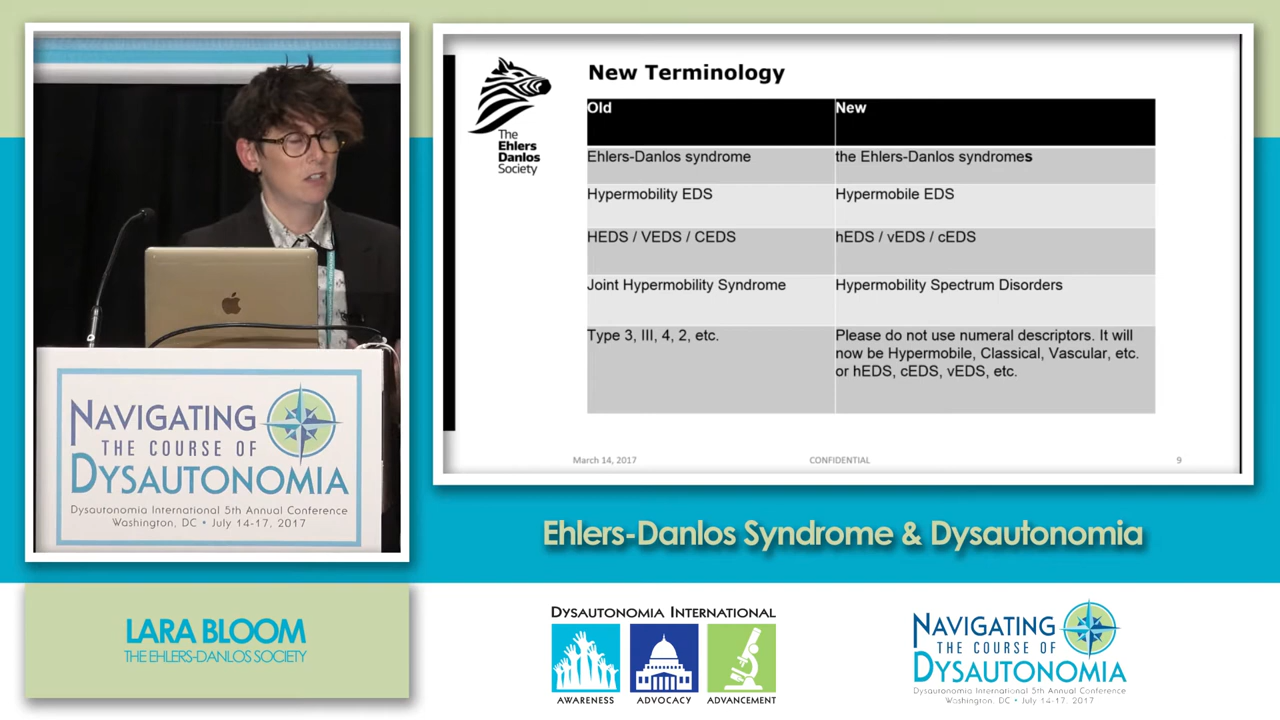 New Terminology
The
Ehlers
Danlos
Society
Old New
Ehlers-Danlos syndrome the Ehlers-Danlos syndromes
Hypermobility EDS Hypermobile EDS
HEDS / VEDS / CEDS hEDS / vEDS / cEDS
Joint Hypermobility Syndrome Hypermobility Spectrum Disorders
Type 3, III, 4, 2, etc. Please do not use numeral descriptors. It will
now be Hypermobile, Classical, Vascular, etc.
or hEDS, cEDS, vEDS, etc.
March 14, 2017 CONFIDENTIAL 9
NAVIGATING
THE COURSE OF
DYSAUTONOMIA
Dysautonomia International 5th Annual Conference
Washington, DC • July 14-17, 2017
Ehlers-Danlos Syndrome & Dysautonomia
LARA BLOOM
THE EHLERS-DANLOS SOCIETY
DYSAUTONOMIA INTERNATIONAL
AWARENESS ADVOCACY ADVANCEMENT
NAVIGATING
THE COURSE OF
DYSAUTONOMIA
Dysautonomia International 5th Annual Conference
Washington, DC • July 14-17, 2017